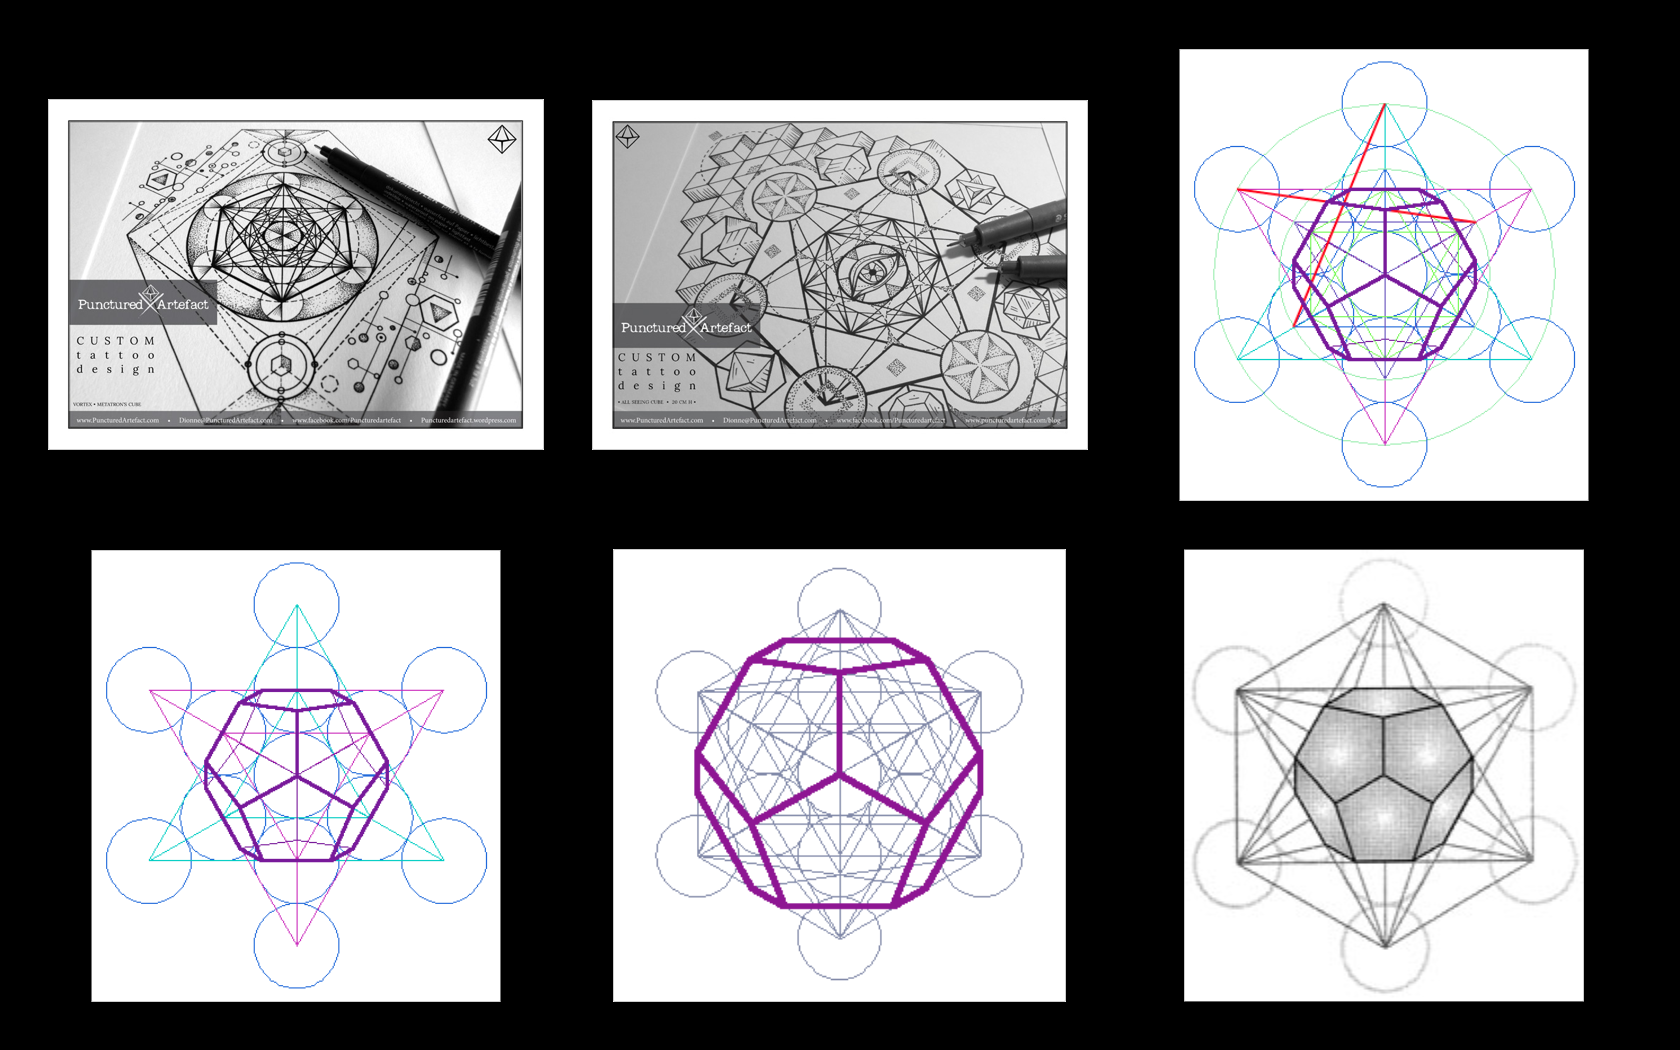 Punctured Artefact
CUSTOM
tattoo
design
VORTEX • METATRON'S CUBE
www.PuncturedArtefact.com • Dionne@PuncturedArtefact.com • www.facebook.com/Puncturedartefact • Puncturedartefact.wordpress.com
Punctured Artefact
CUSTOM
tattoo
design
• ALL SEEING CUBE • 20 CM H •
www.PuncturedArtefact.com • Dionne@PuncturedArtefact.com • www.facebook.com/Puncturedartefact • www.puncturedartefact.com/blog